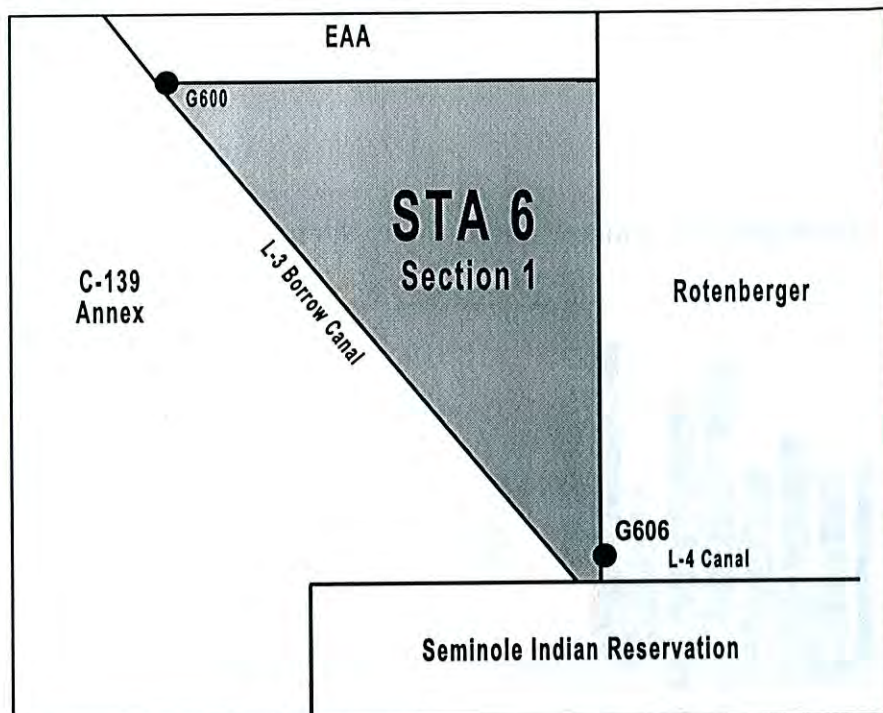 EAA
G600
STA 6
Section 1
L-3 Borrow Canal
C-139
Annex
Rotenberger
G606
L-4 Canal
Seminole Indian Reservation